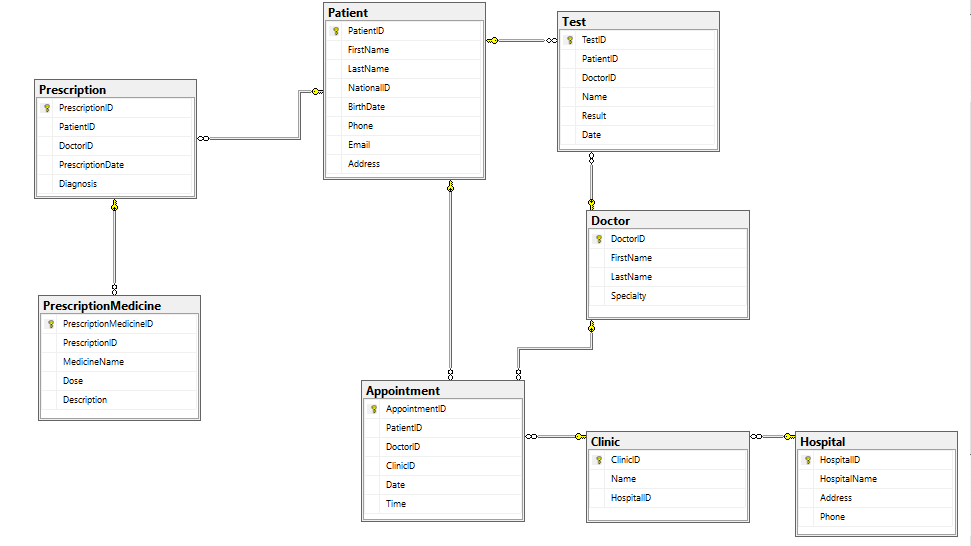 Patient
PatientID
FirstName
LastName
NationalID
BirthDate
Phone
Email
Address
Test
TestID
PatientID
DoctorID
Name
Result
Date
Prescription
PrescriptionID
PatientID
DoctorID
PrescriptionDate
Diagnosis
Doctor
DoctorID
FirstName
LastName
Specialty
PrescriptionMedicine
PrescriptionMedicineID
PrescriptionID
MedicineName
Dose
Description
Appointment
AppointmentID
PatientID
DoctorID
ClinicID
Date
Time
Clinic
ClinicID
Name
HospitalID
Hospital
HospitalID
HospitalName
Address
Phone